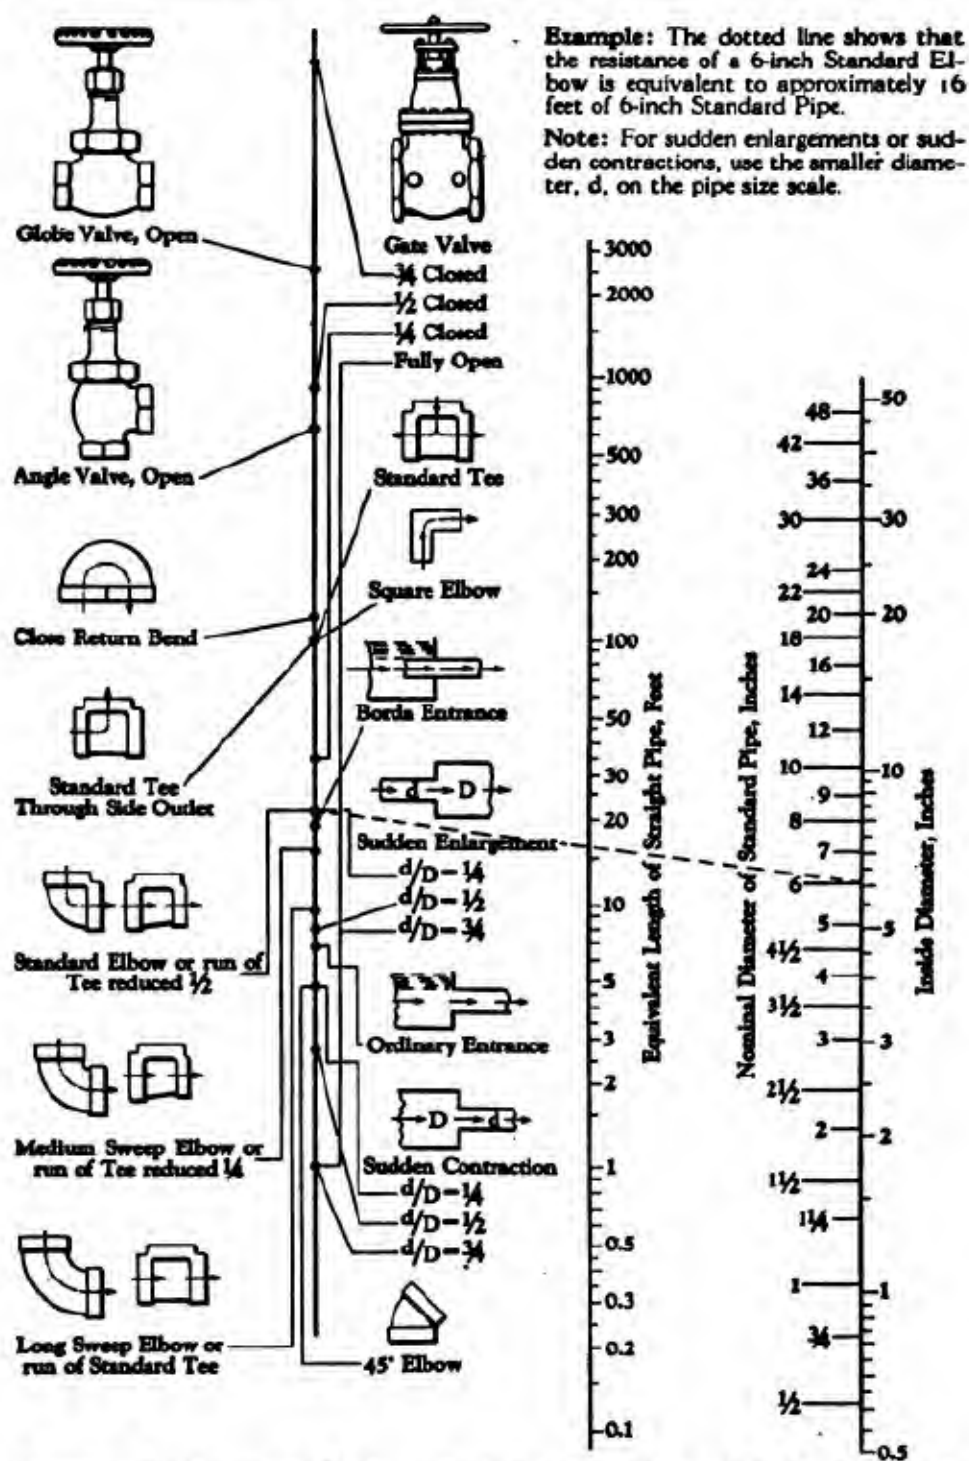 Example: The dotted line shows that
the resistance of a 6-inch Standard El-
bow is equivalent to approximately 16
feet of 6-inch Standard Pipe.
Note: For sudden enlargements or sud-
den contractions, use the smaller diame-
ter, d, on the pipe size scale.
Globe Valve, Open
Gate Valve
¾ Closed
½ Closed
¼ Closed
Fully Open
Angle Valve, Open
Standard Tee
Square Elbow
Close Return Bend
Borda Entrance
Standard Tee
Through Side Outlet
d D
Sudden Enlargement
d/D-¼
d/D-½
d/D-¾
Standard Elbow or run of
Tee reduced ½
Ordinary Entrance
Medium Sweep Elbow or
run of Tee reduced ¼
D d
Sudden Contraction
d/D-¼
d/D-½
d/D-¾
Long Sweep Elbow or
run of Standard Tee
45° Elbow
3000
2000
1000
500
300
200
100
50
30
20
10
5
3
2
1
0.5
0.3
0.2
0.1
Equivalent Length of Straight Pipe, Feet
Nominal Diameter of Standard Pipe, Inches
48
42
36
30
24
22
20
18
16
14
12
10
9
8
7
6
5
4½
4
3½
3
2½
2
1½
1¼
1
¾
½
50
30
20
10
5
3
2
1
0.5
Inside Diameter, Inches